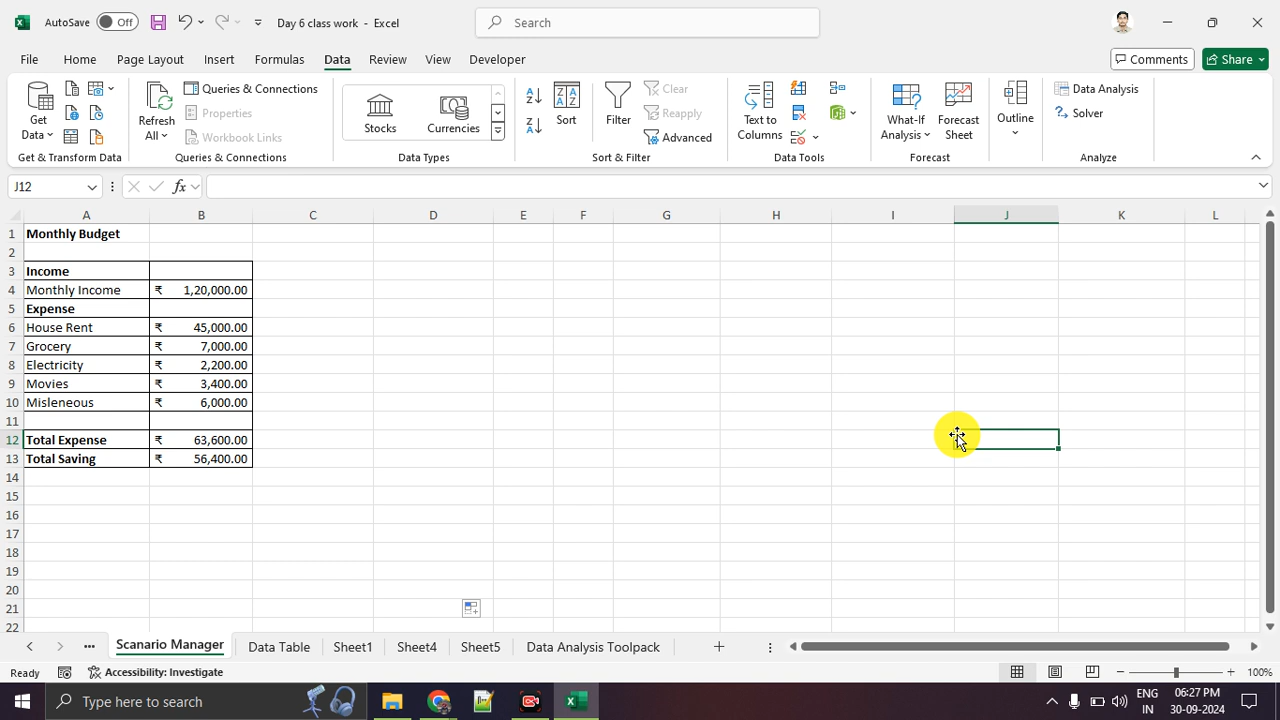 AutoSave Off Day 6 class work - Excel Search
File Home Page Layout Insert Formulas Data Review View Developer Comments Share
Get Data Refresh All Queries & Connections Properties Workbook Links Stocks Currencies Sort Filter Clear Reapply Advanced Text to Columns What-If Analysis Forecast Sheet Outline Data Analysis Solver
Get & Transform Data Queries & Connections Data Types Sort & Filter Data Tools Forecast Analyze
J12 fx
A B C D E F G H I J K L
1 Monthly Budget
2
3 Income
4 Monthly Income ₹ 1,20,000.00
5 Expense
6 House Rent ₹ 45,000.00
7 Grocery ₹ 7,000.00
8 Electricity ₹ 2,200.00
9 Movies ₹ 3,400.00
10 Misleneous ₹ 6,000.00
11
12 Total Expense ₹ 63,600.00
13 Total Saving ₹ 56,400.00
14
15
16
17
18
19
20
21
22
Scanario Manager Data Table Sheet1 Sheet4 Sheet5 Data Analysis Toolpack
Ready Accessibility: Investigate 100%
Type here to search ENG IN 06:27 PM 30-09-2024